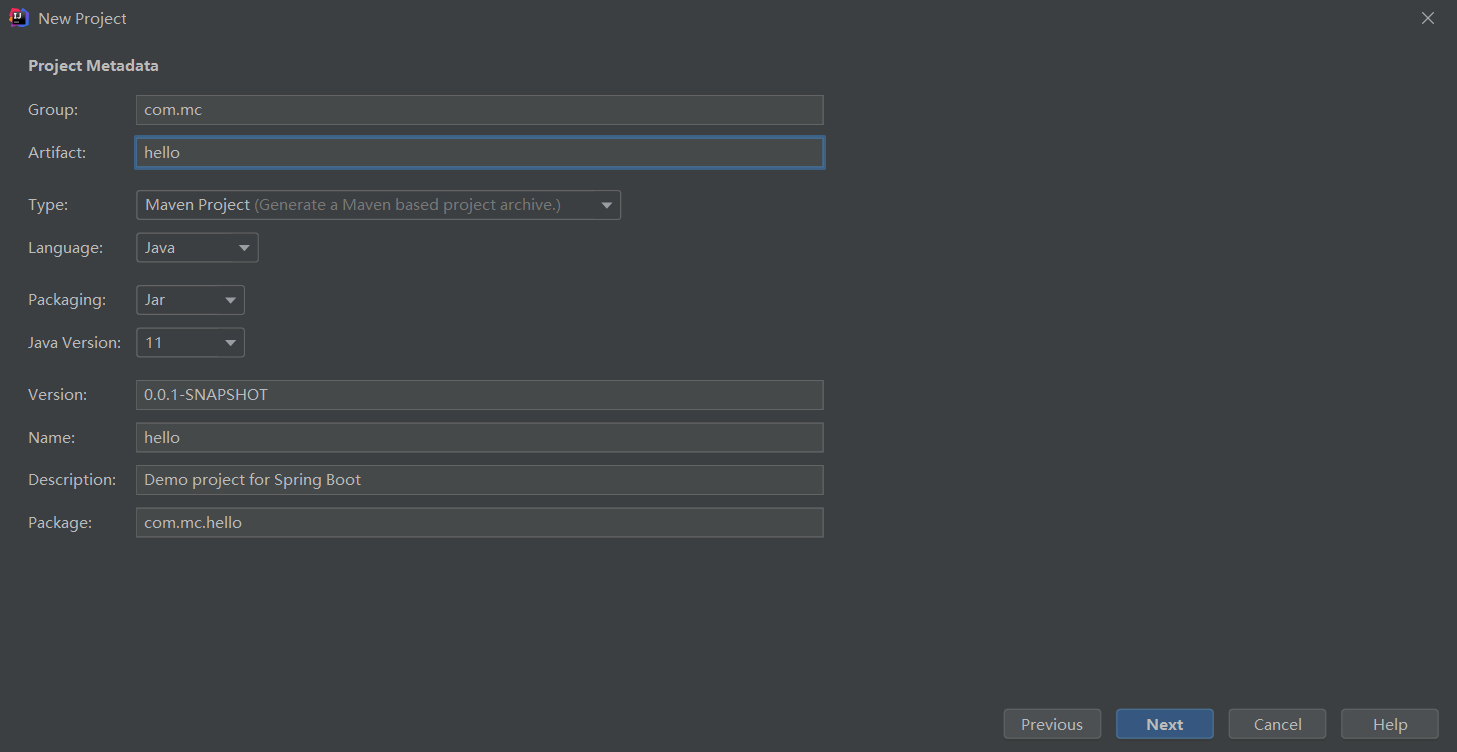 New Project
Project Metadata
Group: com.mc
Artifact: hello
Type: Maven Project (Generate a Maven based project archive.)
Language: Java
Packaging: Jar
Java Version: 11
Version: 0.0.1-SNAPSHOT
Name: hello
Description: Demo project for Spring Boot
Package: com.mc.hello
Previous Next Cancel Help